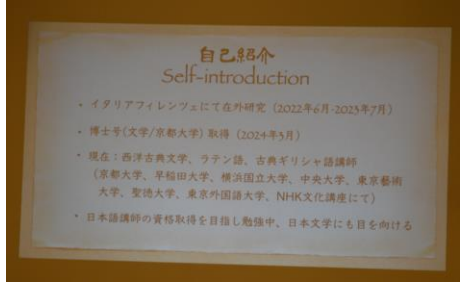 自己紹介
Self-introduction
・イタリアフィレンツェにて在外研究（2022年6月-2023年7月）
・博士号(文学/京都大学) 取得（2024年3月）
・現在：西洋古典文学、ラテン語、古典ギリシャ語講師
（京都大学、早稲田大学、横浜国立大学、中央大学、東京藝術
大学、聖徳大学、東京外国語大学、NHK文化講座にて）
・日本語講師の資格取得を目指し勉強中、日本文学にも目を向ける